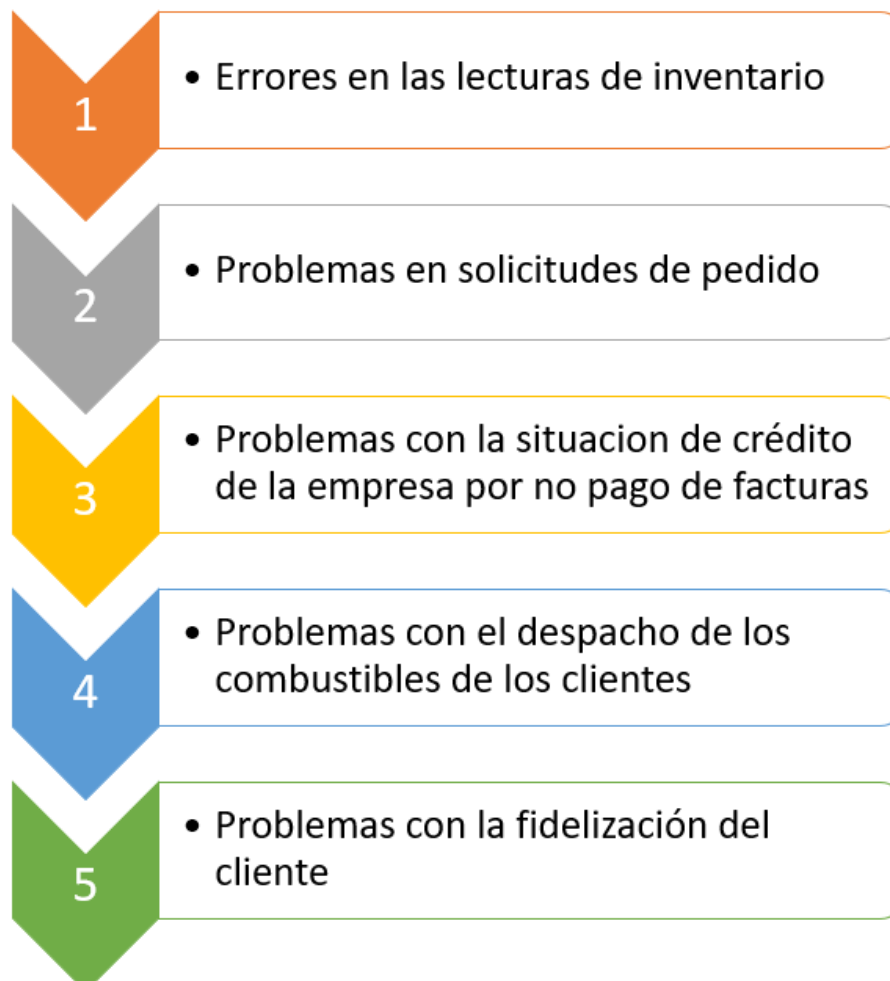 1
• Errores en las lecturas de inventario
2
• Problemas en solicitudes de pedido
3
• Problemas con la situacion de crédito
de la empresa por no pago de facturas
4
• Problemas con el despacho de los
combustibles de los clientes
5
• Problemas con la fidelización del
cliente